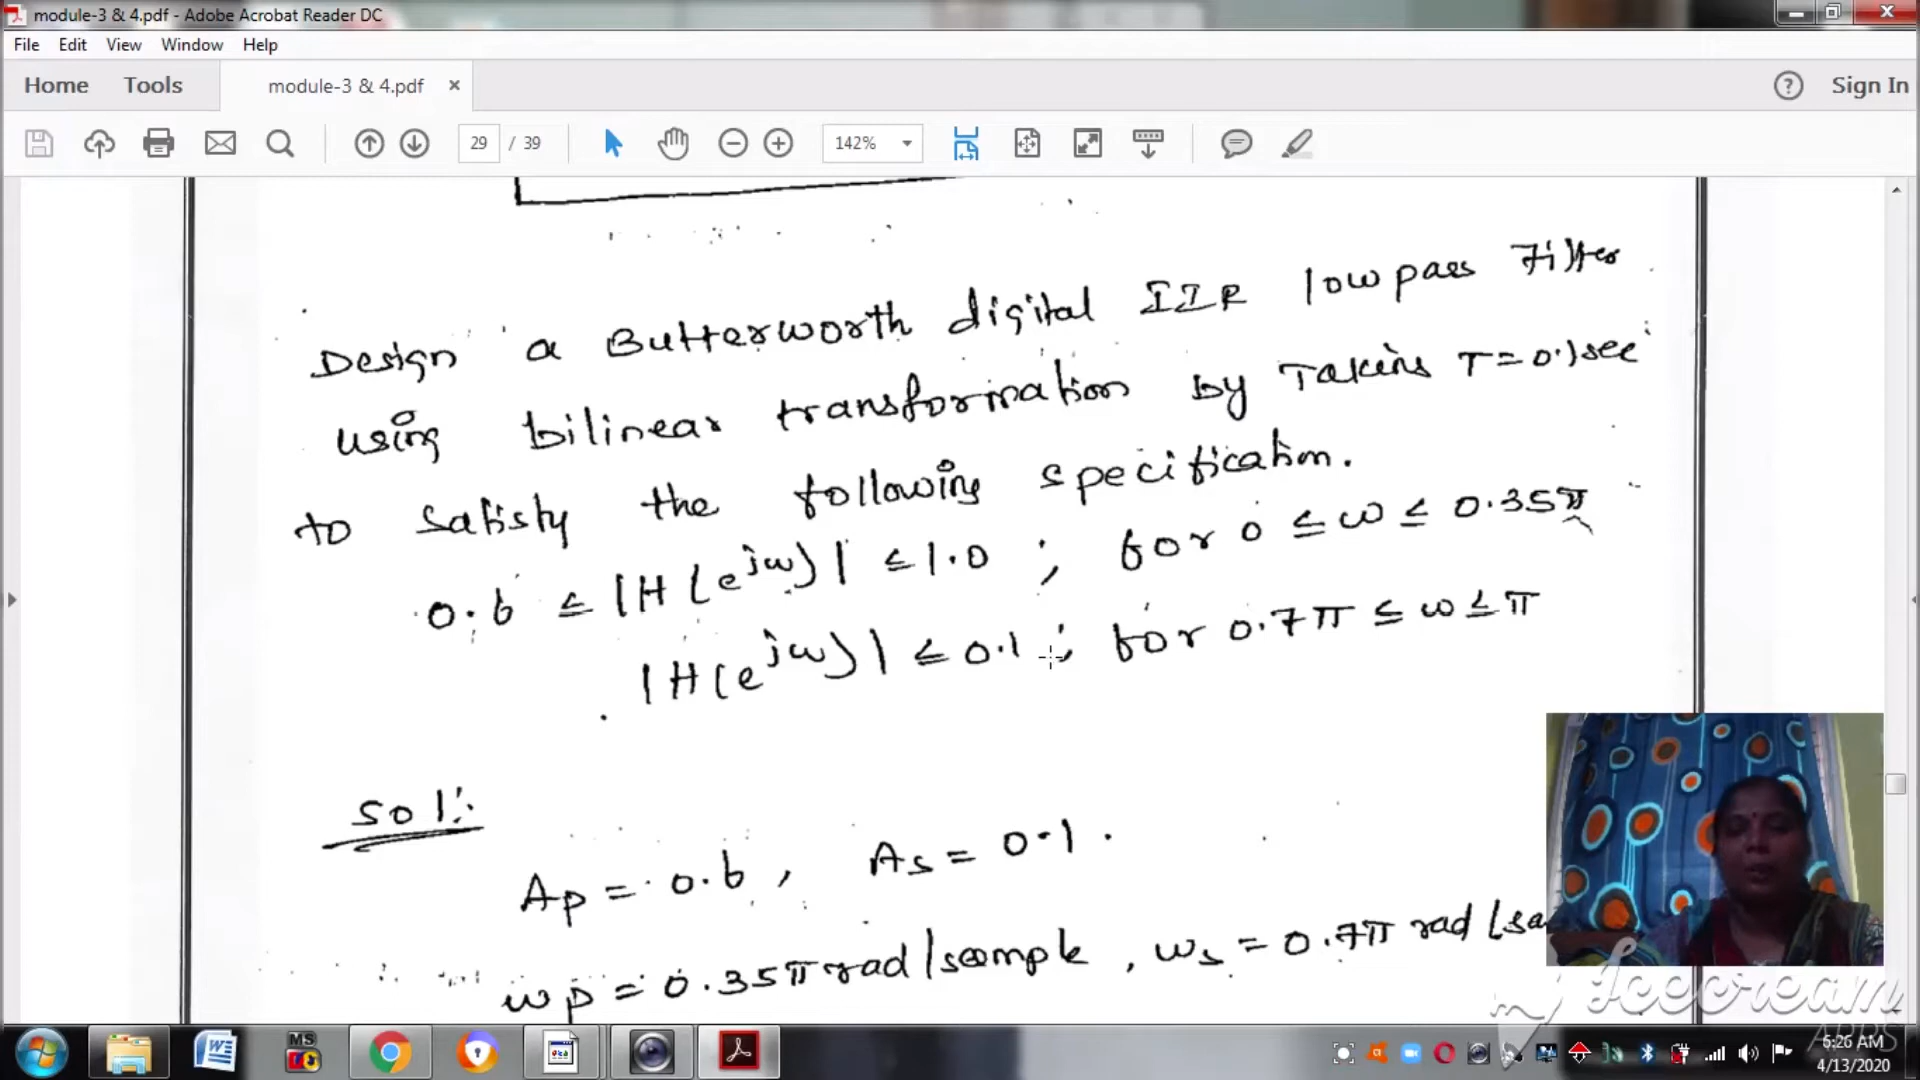 module-3 & 4.pdf - Adobe Acrobat Reader DC
File Edit View Window Help
Home Tools module-3 & 4.pdf × ? Sign In
29 / 39 142%
Design a Butterworth digital IIR lowpass Filter
using bilinear transformation by Taking T = 0.1sec
to satisfy the following specification.
0.6 ≤ |H(e^jω)| ≤ 1.0 ; for 0 ≤ ω ≤ 0.35π
|H(e^jω)| ≤ 0.1 ; for 0.7π ≤ ω ≤ π
Sol:
Ap = 0.6 , As = 0.1 .
ωp = 0.35π rad/sample , ωs = 0.7π rad/sa
Icecream
APPS
MS
6:26 AM
4/13/2020